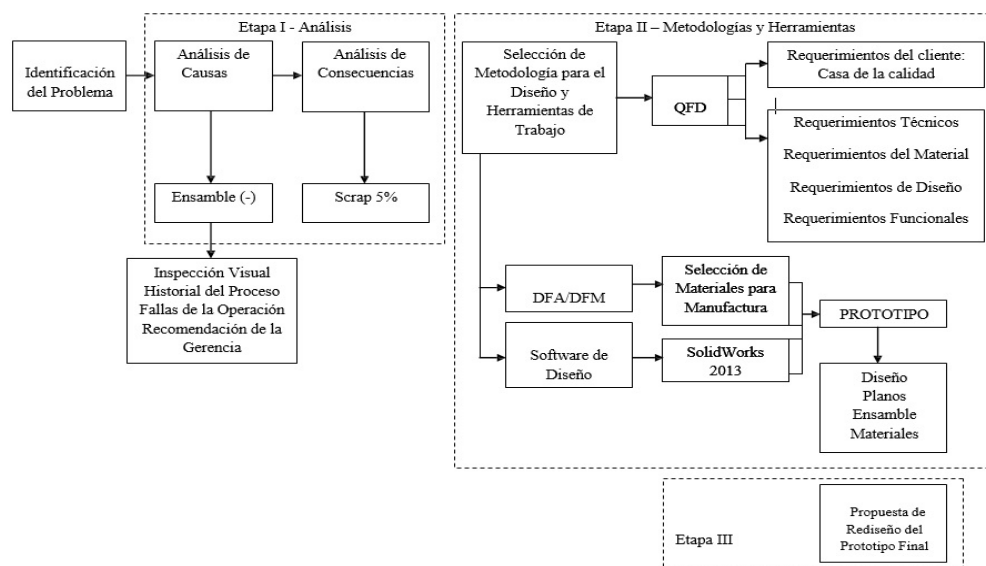 Etapa I - Análisis
Identificación
del Problema
Análisis de
Causas
Análisis de
Consecuencias
Ensamble (-)
Scrap 5%
Inspección Visual
Historial del Proceso
Fallas de la Operación
Recomendación de la
Gerencia
Etapa II – Metodologías y Herramientas
Selección de
Metodología para el
Diseño y
Herramientas de
Trabajo
QFD
Requerimientos del cliente:
Casa de la calidad
Requerimientos Técnicos
Requerimientos del Material
Requerimientos de Diseño
Requerimientos Funcionales
DFA/DFM
Selección de
Materiales para
Manufactura
Software de
Diseño
SolidWorks
2013
PROTOTIPO
Diseño
Planos
Ensamble
Materiales
Etapa III
Propuesta de
Rediseño del
Prototipo Final